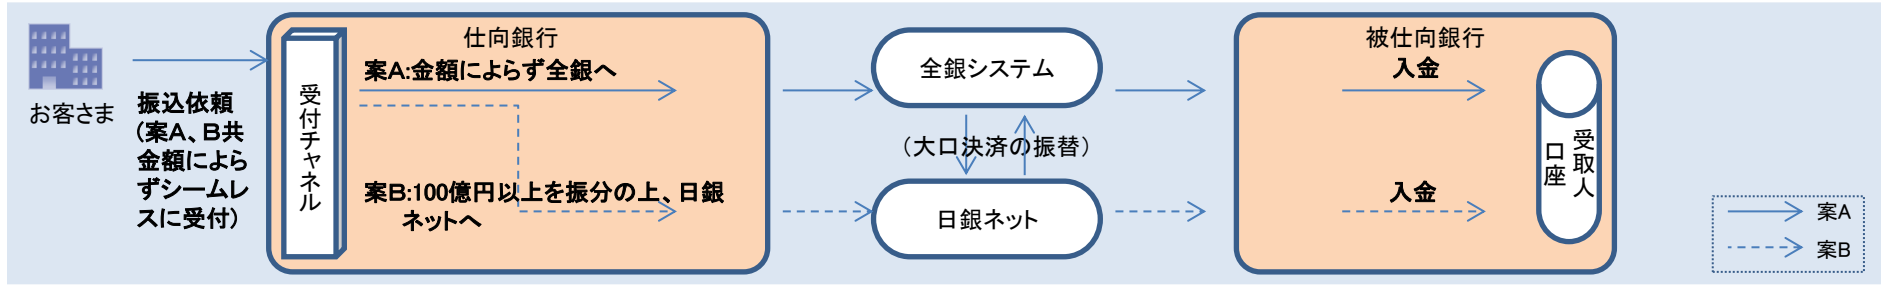 お客さま
振込依頼
(案A、B共
金額によら
ずシームレ
スに受付)
受付チャネル
仕向銀行
案A:金額によらず全銀へ
案B:100億円以上を振分の上、日銀
ネットへ
全銀システム
(大口決済の振替)
日銀ネット
被仕向銀行
入金
入金
受取人
口座
案A
案B